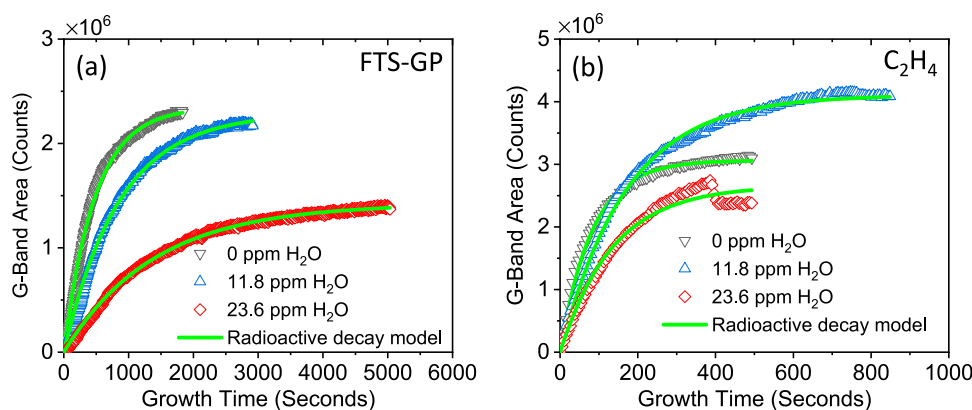 ×10⁶
3
2
1
0
(a)
FTS-GP
G-Band Area (Counts)
0 ppm H₂O
11.8 ppm H₂O
23.6 ppm H₂O
Radioactive decay model
0 1000 2000 3000 4000 5000 6000
Growth Time (Seconds)
×10⁶
5
4
3
2
1
0
(b)
C₂H₄
G-Band Area (Counts)
0 ppm H₂O
11.8 ppm H₂O
23.6 ppm H₂O
Radioactive decay model
0 200 400 600 800 1000
Growth Time (Seconds)